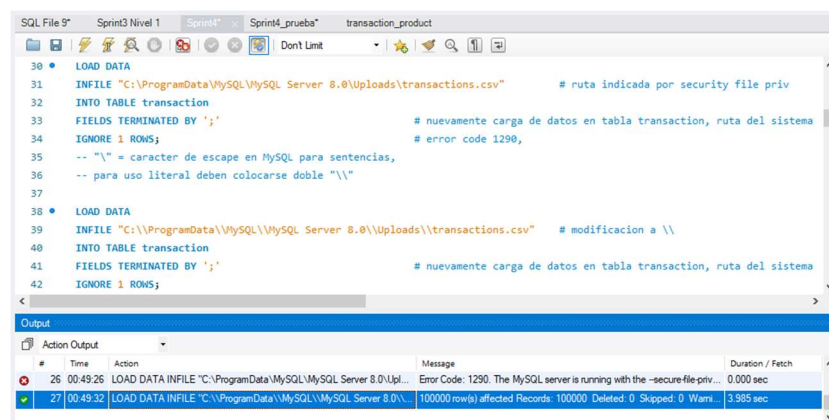 SQL File 9* Sprint3 Nivel 1 Sprint4* × Sprint4_prueba* transaction_product
Don't Limit
30 LOAD DATA
31 INFILE "C:\ProgramData\MySQL\MySQL Server 8.0\Uploads\transactions.csv" # ruta indicada por security file priv
32 INTO TABLE transaction
33 FIELDS TERMINATED BY ';' # nuevamente carga de datos en tabla transaction, ruta del sistema
34 IGNORE 1 ROWS; # error code 1290,
35 -- "\" = caracter de escape en MySQL para sentencias,
36 -- para uso literal deben colocarse doble "\\"
37
38 LOAD DATA
39 INFILE "C:\\ProgramData\\MySQL\\MySQL Server 8.0\\Uploads\\transactions.csv" # modificacion a \\
40 INTO TABLE transaction
41 FIELDS TERMINATED BY ';' # nuevamente carga de datos en tabla transaction, ruta del sistema
42 IGNORE 1 ROWS;
Output
Action Output
# Time Action Message Duration / Fetch
26 00:49:26 LOAD DATA INFILE "C:\ProgramData\MySQL\MySQL Server 8.0\Upl... Error Code: 1290. The MySQL server is running with the --secure-file-priv... 0.000 sec
27 00:49:32 LOAD DATA INFILE "C:\\ProgramData\\MySQL\\MySQL Server 8.0\\... 100000 row(s) affected Records: 100000 Deleted: 0 Skipped: 0 Warni... 3.985 sec